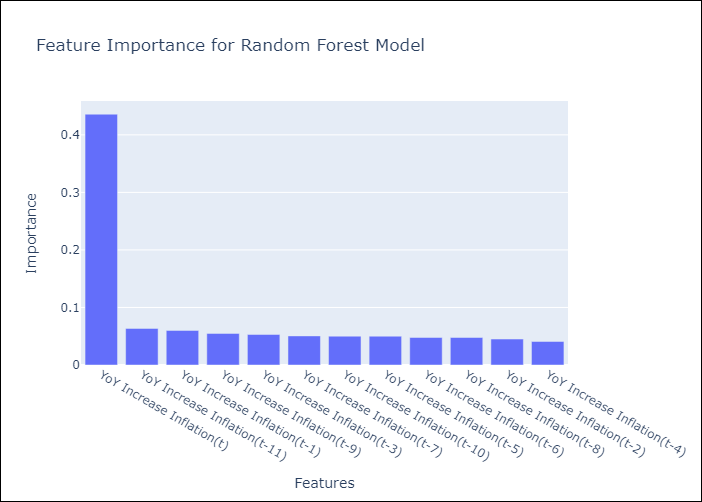 Feature Importance for Random Forest Model
Importance
0.4
0.3
0.2
0.1
0
YoY Increase Inflation(t)
YoY Increase Inflation(t-11)
YoY Increase Inflation(t-1)
YoY Increase Inflation(t-9)
YoY Increase Inflation(t-3)
YoY Increase Inflation(t-7)
YoY Increase Inflation(t-10)
YoY Increase Inflation(t-5)
YoY Increase Inflation(t-6)
YoY Increase Inflation(t-8)
YoY Increase Inflation(t-2)
YoY Increase Inflation(t-4)
Features